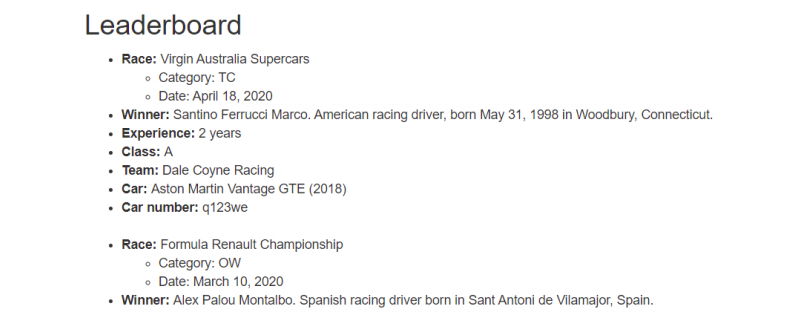 Leaderboard
Race: Virgin Australia Supercars
Category: TC
Date: April 18, 2020
Winner: Santino Ferrucci Marco. American racing driver, born May 31, 1998 in Woodbury, Connecticut.
Experience: 2 years
Class: A
Team: Dale Coyne Racing
Car: Aston Martin Vantage GTE (2018)
Car number: q123we
Race: Formula Renault Championship
Category: OW
Date: March 10, 2020
Winner: Alex Palou Montalbo. Spanish racing driver born in Sant Antoni de Vilamajor, Spain.